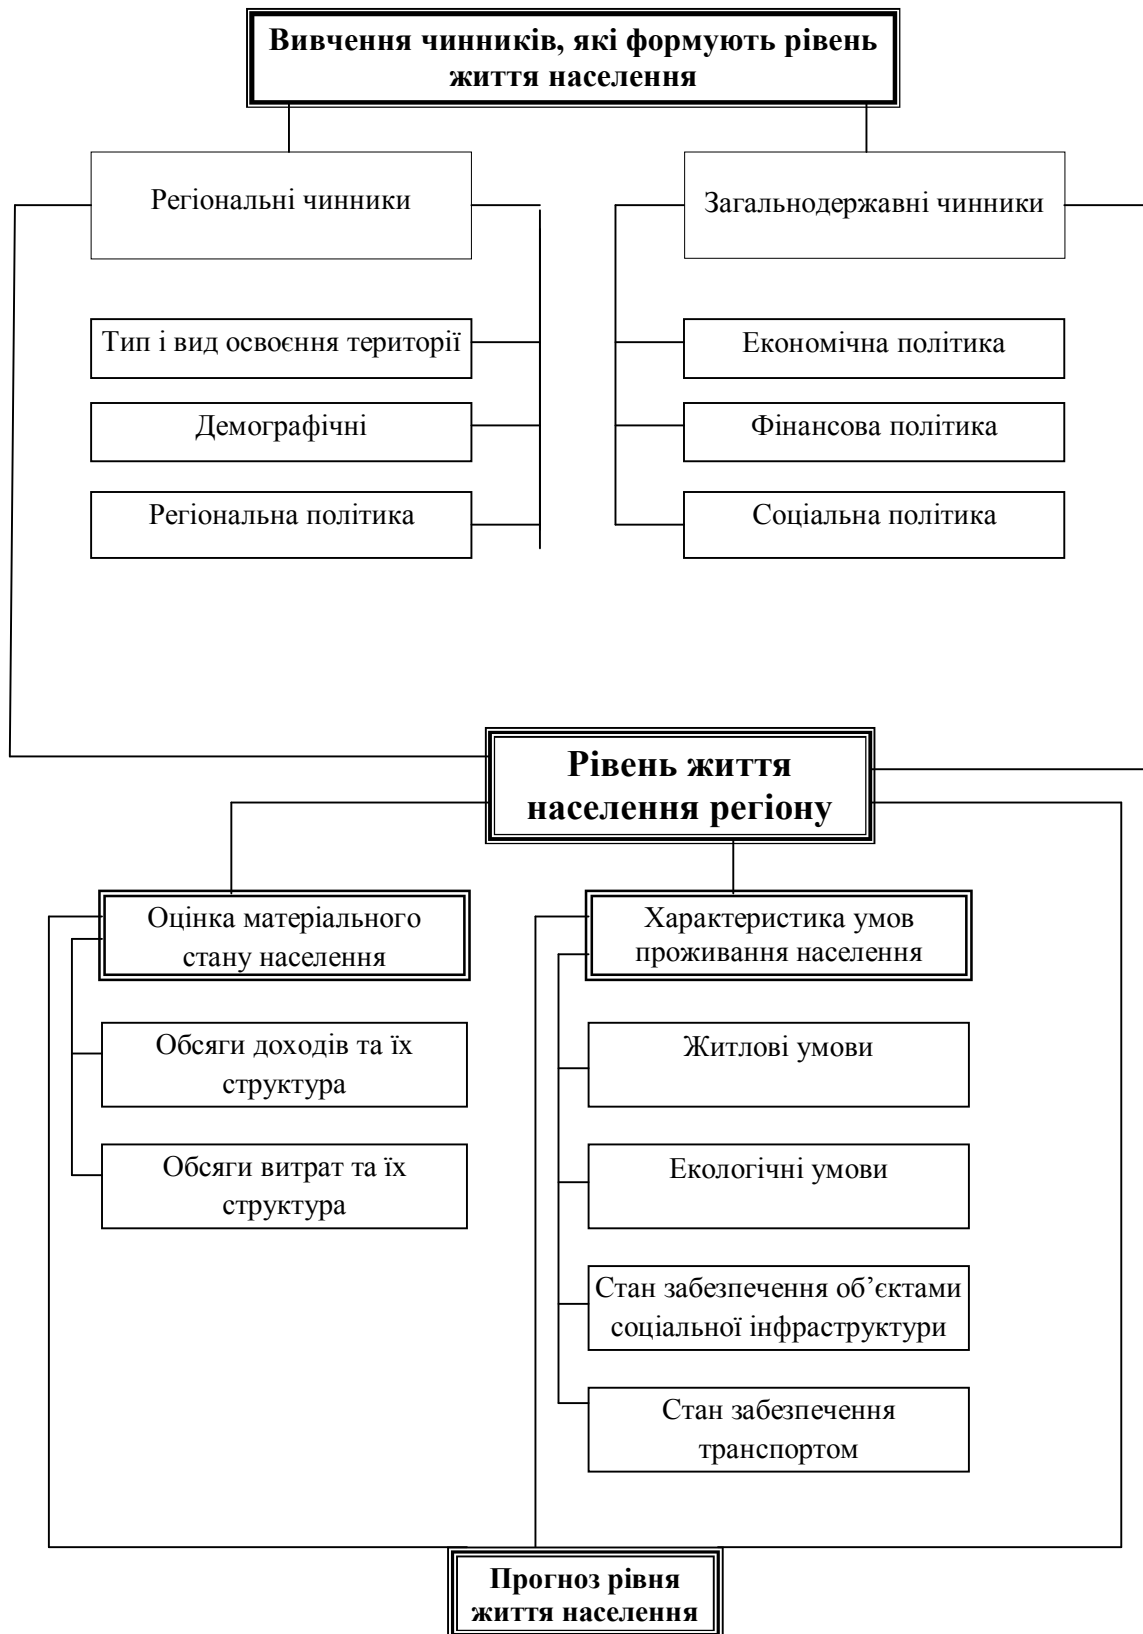 Вивчення чинників, які формують рівень
життя населення
Регіональні чинники
Загальнодержавні чинники
Тип і вид освоєння території
Економічна політика
Демографічні
Фінансова політика
Регіональна політика
Соціальна політика
Рівень життя
населення регіону
Оцінка матеріального
стану населення
Характеристика умов
проживання населення
Обсяги доходів та їх
структура
Житлові умови
Обсяги витрат та їх
структура
Екологічні умови
Стан забезпечення об’єктами
соціальної інфраструктури
Стан забезпечення
транспортом
Прогноз рівня
життя населення